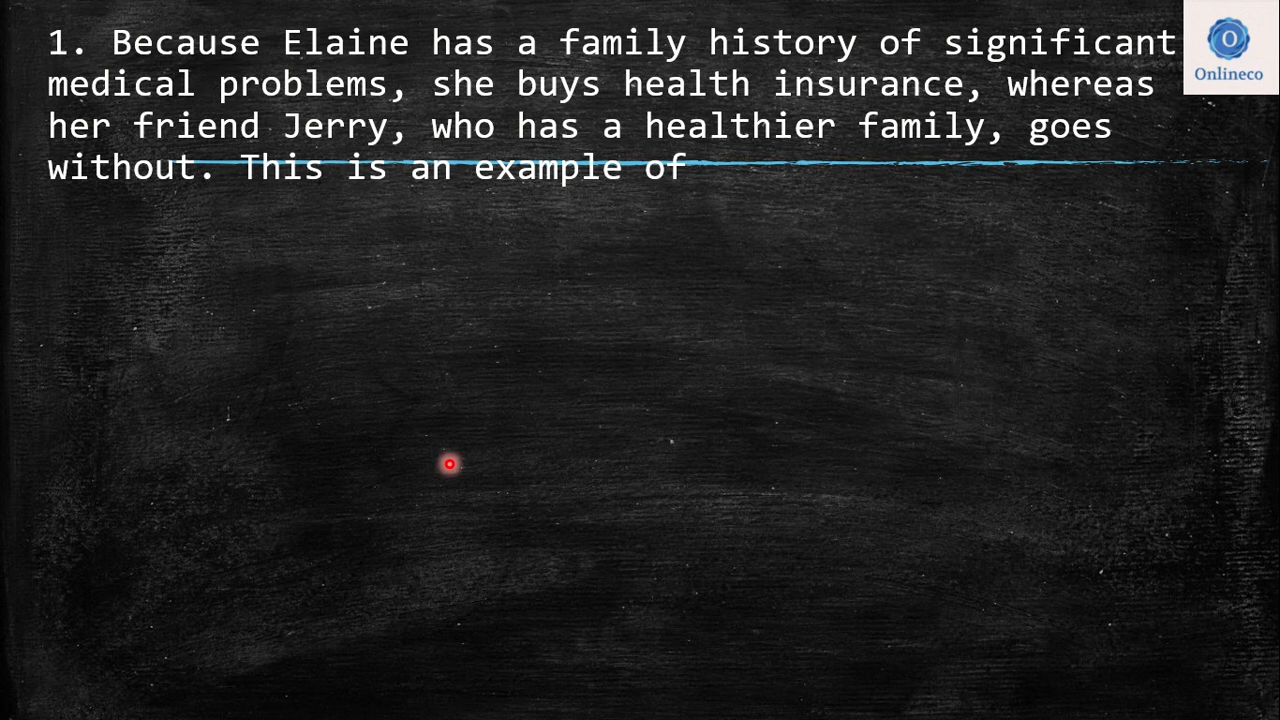 1. Because Elaine has a family history of significant
medical problems, she buys health insurance, whereas
her friend Jerry, who has a healthier family, goes
without. This is an example of
O
Onlineco